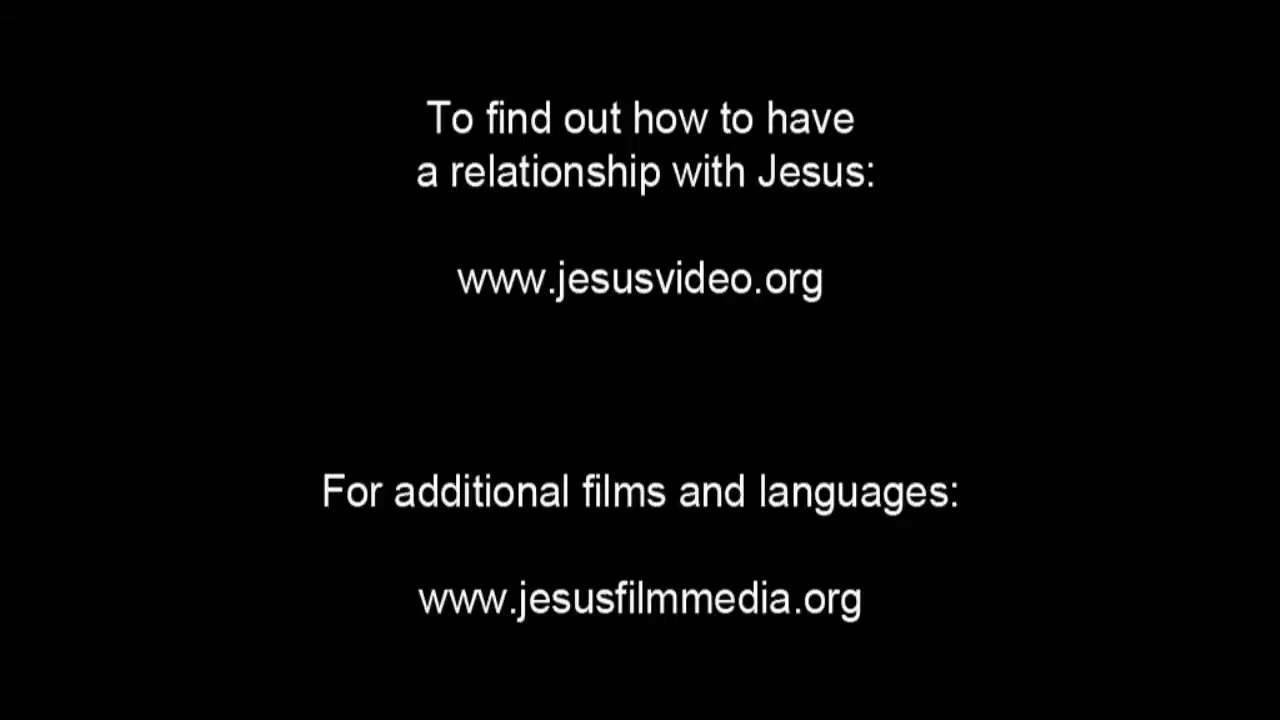 To find out how to have
a relationship with Jesus:
www.jesusvideo.org
For additional films and languages:
www.jesusfilmmedia.org